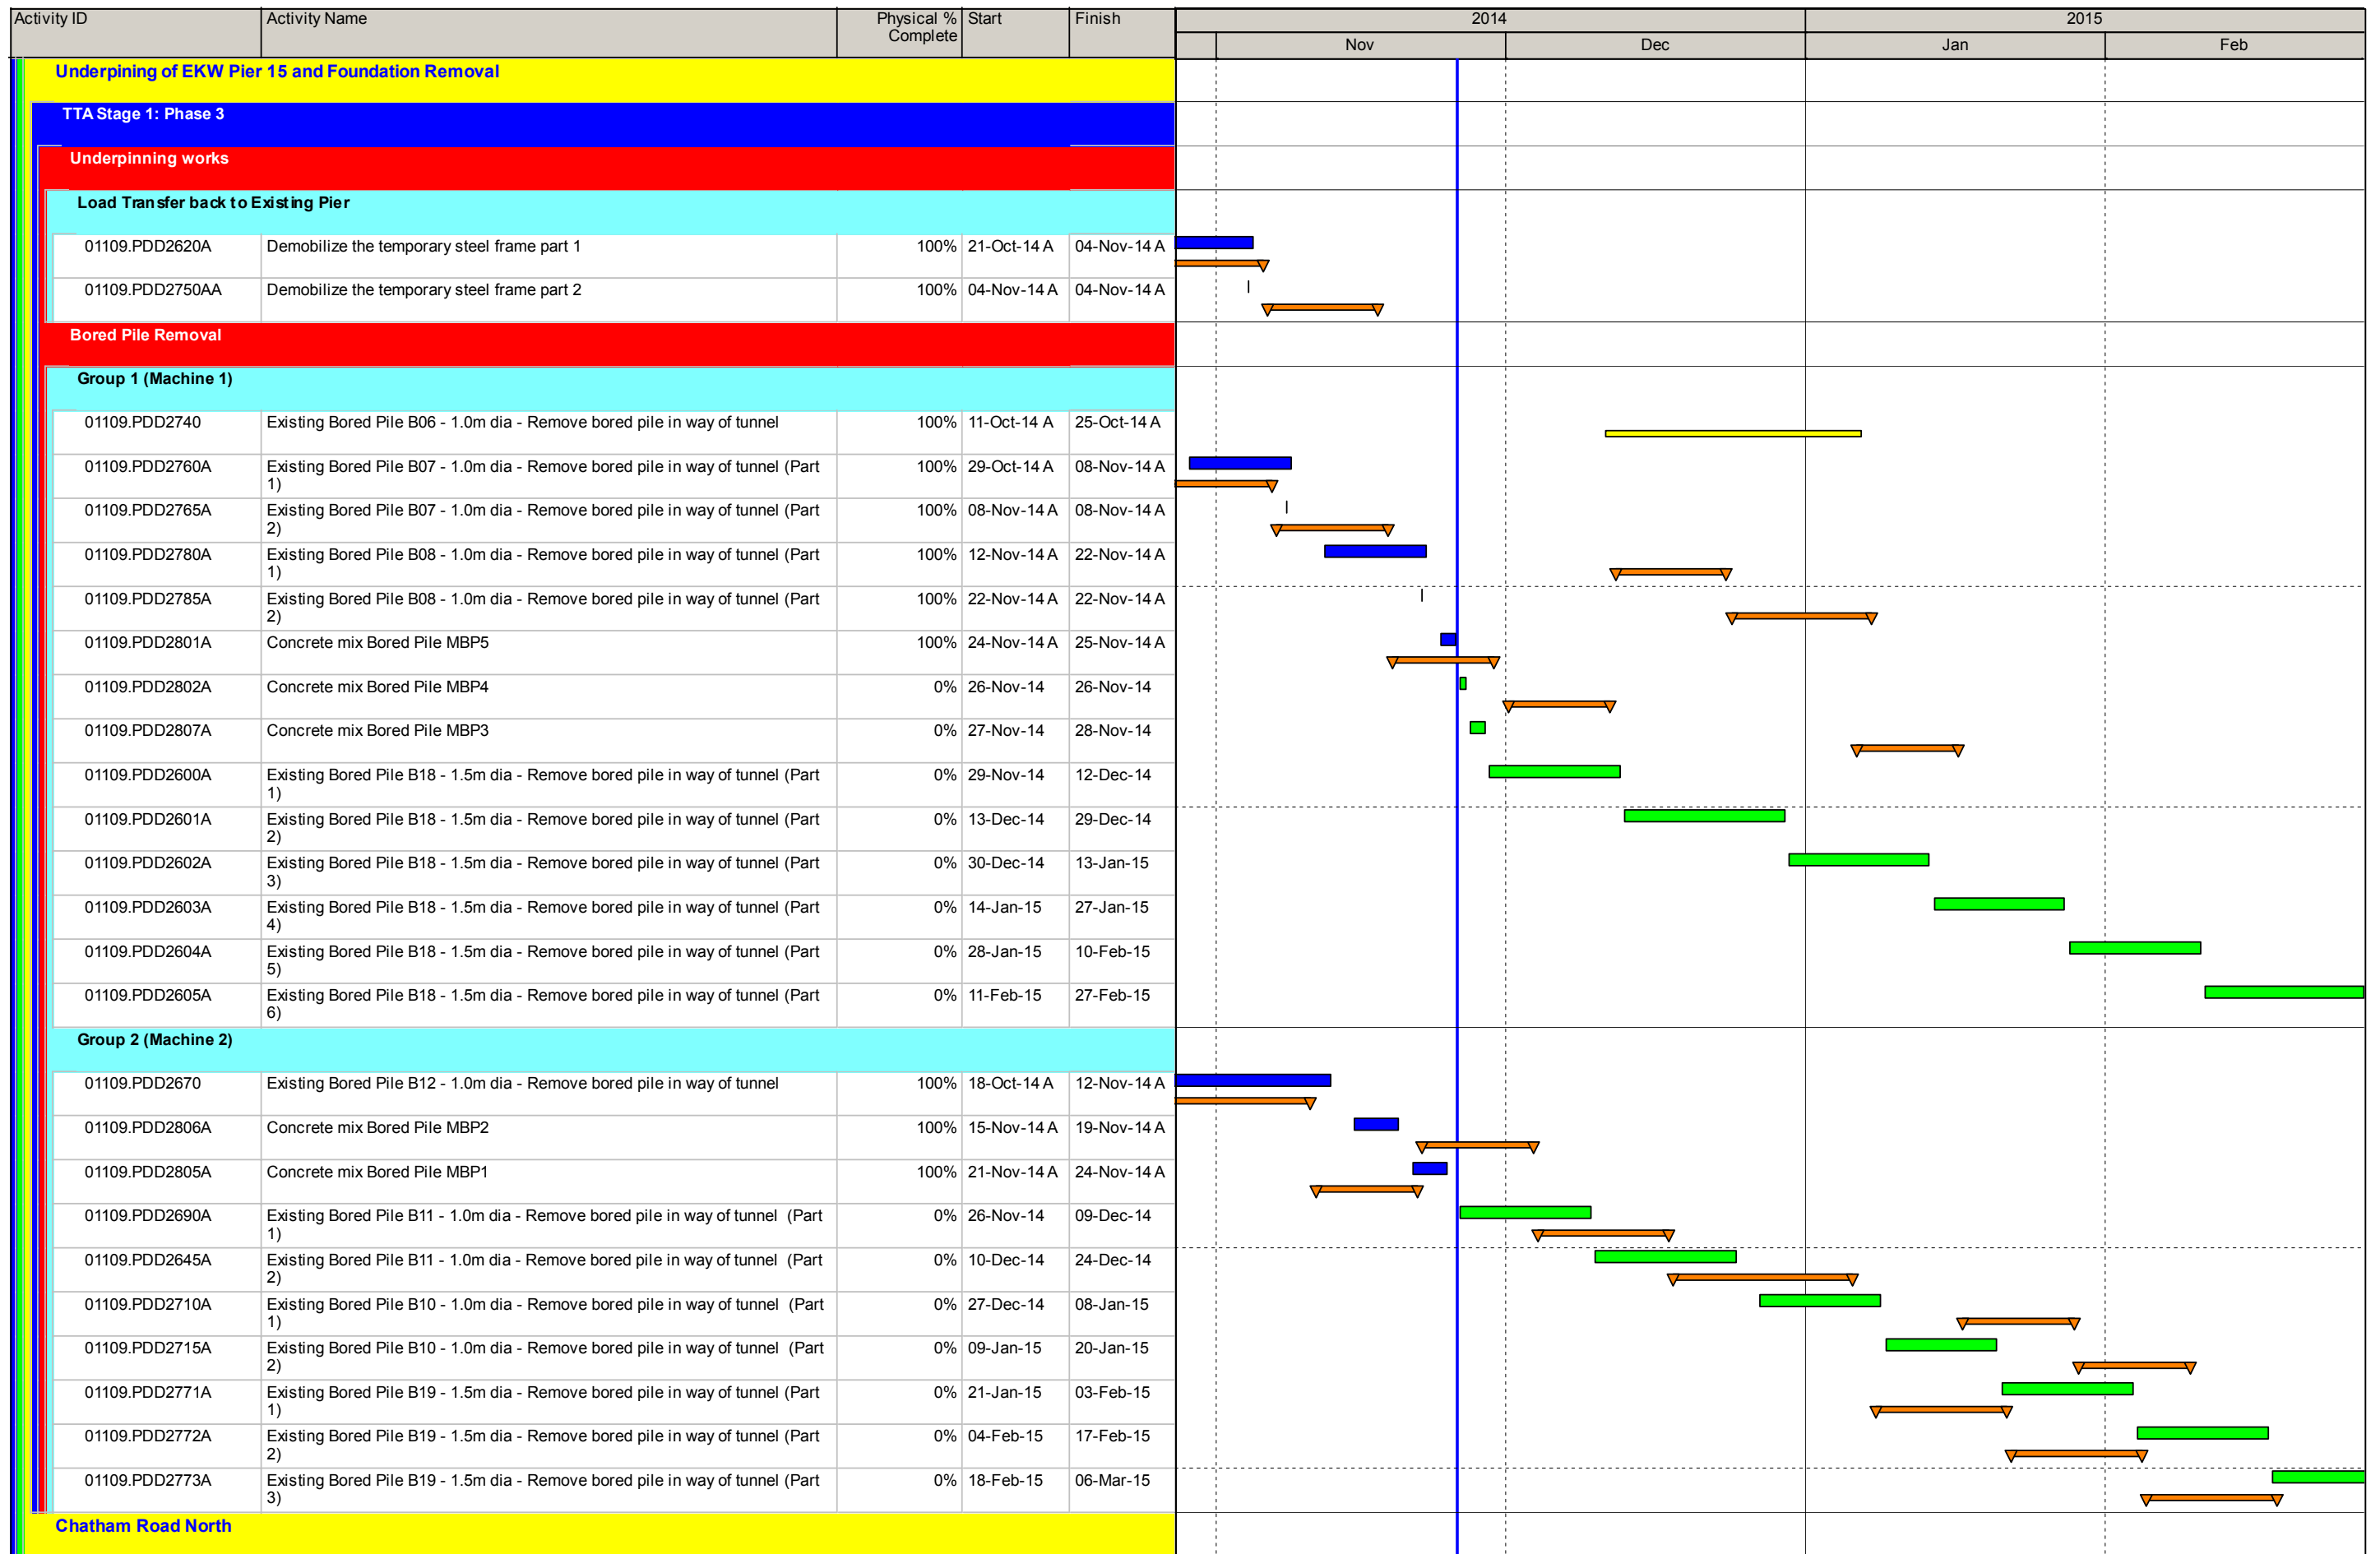 Activity ID Activity Name Physical % Start Finish 2014 2015
Complete Nov Dec Jan Feb
Underpining of EKW Pier 15 and Foundation Removal
TTA Stage 1: Phase 3
Underpinning works
Load Transfer back to Existing Pier
01109.PDD2620A Demobilize the temporary steel frame part 1 100% 21-Oct-14 A 04-Nov-14 A
01109.PDD2750AA Demobilize the temporary steel frame part 2 100% 04-Nov-14 A 04-Nov-14 A
Bored Pile Removal
Group 1 (Machine 1)
01109.PDD2740 Existing Bored Pile B06 - 1.0m dia - Remove bored pile in way of tunnel 100% 11-Oct-14 A 25-Oct-14 A
01109.PDD2760A Existing Bored Pile B07 - 1.0m dia - Remove bored pile in way of tunnel (Part 100% 29-Oct-14 A 08-Nov-14 A
1)
01109.PDD2765A Existing Bored Pile B07 - 1.0m dia - Remove bored pile in way of tunnel (Part 100% 08-Nov-14 A 08-Nov-14 A
2)
01109.PDD2780A Existing Bored Pile B08 - 1.0m dia - Remove bored pile in way of tunnel (Part 100% 12-Nov-14 A 22-Nov-14 A
1)
01109.PDD2785A Existing Bored Pile B08 - 1.0m dia - Remove bored pile in way of tunnel (Part 100% 22-Nov-14 A 22-Nov-14 A
2)
01109.PDD2801A Concrete mix Bored Pile MBP5 100% 24-Nov-14 A 25-Nov-14 A
01109.PDD2802A Concrete mix Bored Pile MBP4 0% 26-Nov-14 26-Nov-14
01109.PDD2807A Concrete mix Bored Pile MBP3 0% 27-Nov-14 28-Nov-14
01109.PDD2600A Existing Bored Pile B18 - 1.5m dia - Remove bored pile in way of tunnel (Part 0% 29-Nov-14 12-Dec-14
1)
01109.PDD2601A Existing Bored Pile B18 - 1.5m dia - Remove bored pile in way of tunnel (Part 0% 13-Dec-14 29-Dec-14
2)
01109.PDD2602A Existing Bored Pile B18 - 1.5m dia - Remove bored pile in way of tunnel (Part 0% 30-Dec-14 13-Jan-15
3)
01109.PDD2603A Existing Bored Pile B18 - 1.5m dia - Remove bored pile in way of tunnel (Part 0% 14-Jan-15 27-Jan-15
4)
01109.PDD2604A Existing Bored Pile B18 - 1.5m dia - Remove bored pile in way of tunnel (Part 0% 28-Jan-15 10-Feb-15
5)
01109.PDD2605A Existing Bored Pile B18 - 1.5m dia - Remove bored pile in way of tunnel (Part 0% 11-Feb-15 27-Feb-15
6)
Group 2 (Machine 2)
01109.PDD2670 Existing Bored Pile B12 - 1.0m dia - Remove bored pile in way of tunnel 100% 18-Oct-14 A 12-Nov-14 A
01109.PDD2806A Concrete mix Bored Pile MBP2 100% 15-Nov-14 A 19-Nov-14 A
01109.PDD2805A Concrete mix Bored Pile MBP1 100% 21-Nov-14 A 24-Nov-14 A
01109.PDD2690A Existing Bored Pile B11 - 1.0m dia - Remove bored pile in way of tunnel (Part 0% 26-Nov-14 09-Dec-14
1)
01109.PDD2645A Existing Bored Pile B11 - 1.0m dia - Remove bored pile in way of tunnel (Part 0% 10-Dec-14 24-Dec-14
2)
01109.PDD2710A Existing Bored Pile B10 - 1.0m dia - Remove bored pile in way of tunnel (Part 0% 27-Dec-14 08-Jan-15
1)
01109.PDD2715A Existing Bored Pile B10 - 1.0m dia - Remove bored pile in way of tunnel (Part 0% 09-Jan-15 20-Jan-15
2)
01109.PDD2771A Existing Bored Pile B19 - 1.5m dia - Remove bored pile in way of tunnel (Part 0% 21-Jan-15 03-Feb-15
1)
01109.PDD2772A Existing Bored Pile B19 - 1.5m dia - Remove bored pile in way of tunnel (Part 0% 04-Feb-15 17-Feb-15
2)
01109.PDD2773A Existing Bored Pile B19 - 1.5m dia - Remove bored pile in way of tunnel (Part 0% 18-Feb-15 06-Mar-15
3)
Chatham Road North